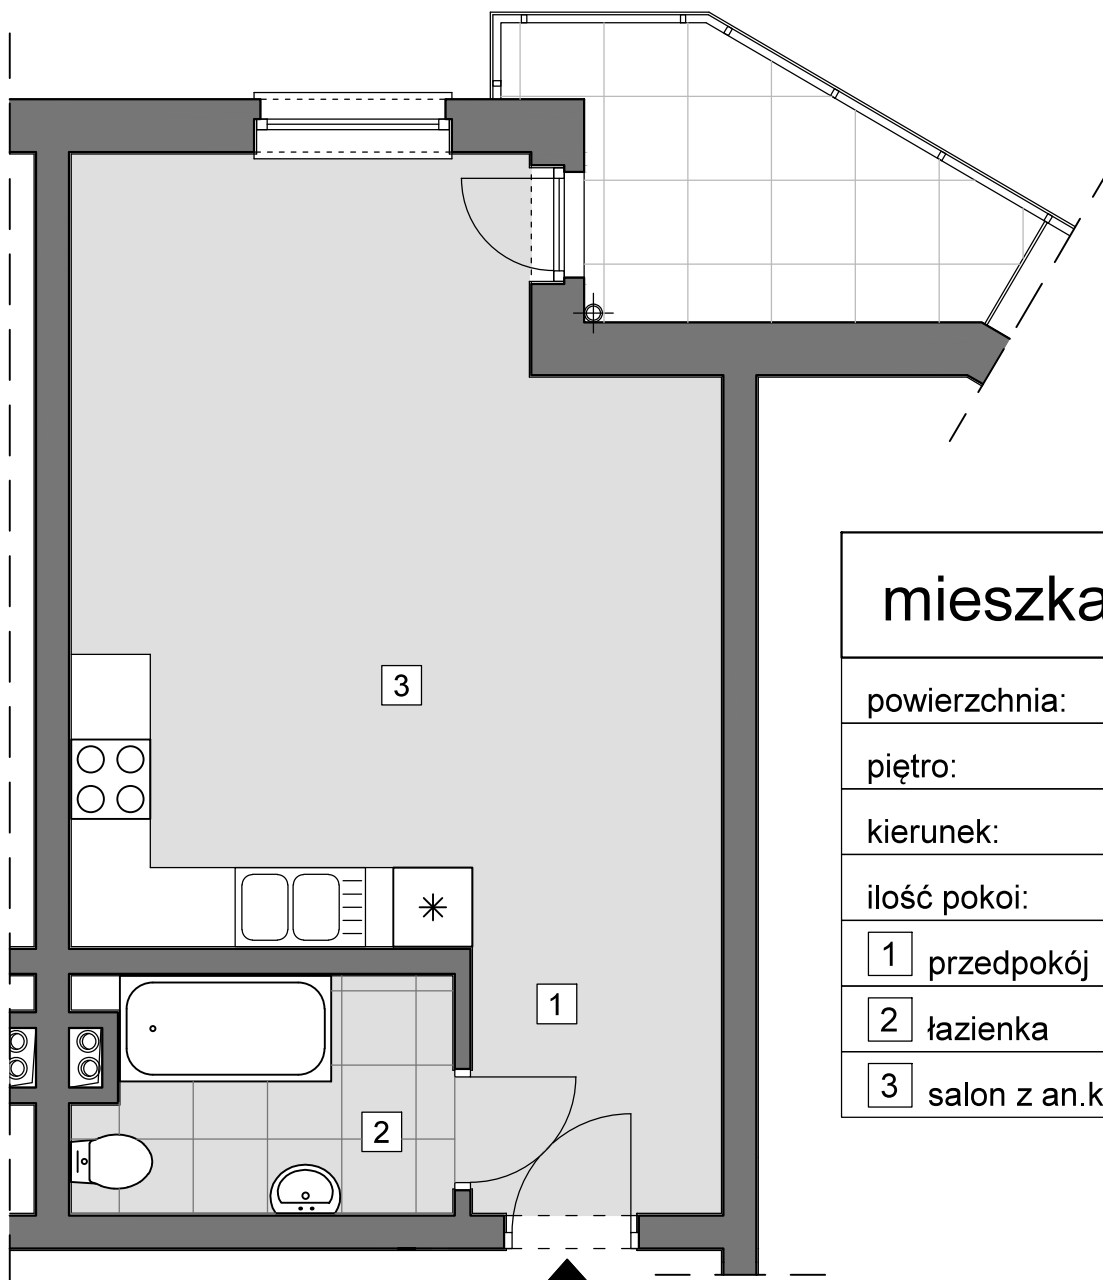 3
1
2
mieszka
powierzchnia:
piętro:
kierunek:
ilość pokoi:
1 przedpokój
2 łazienka
3 salon z an.k